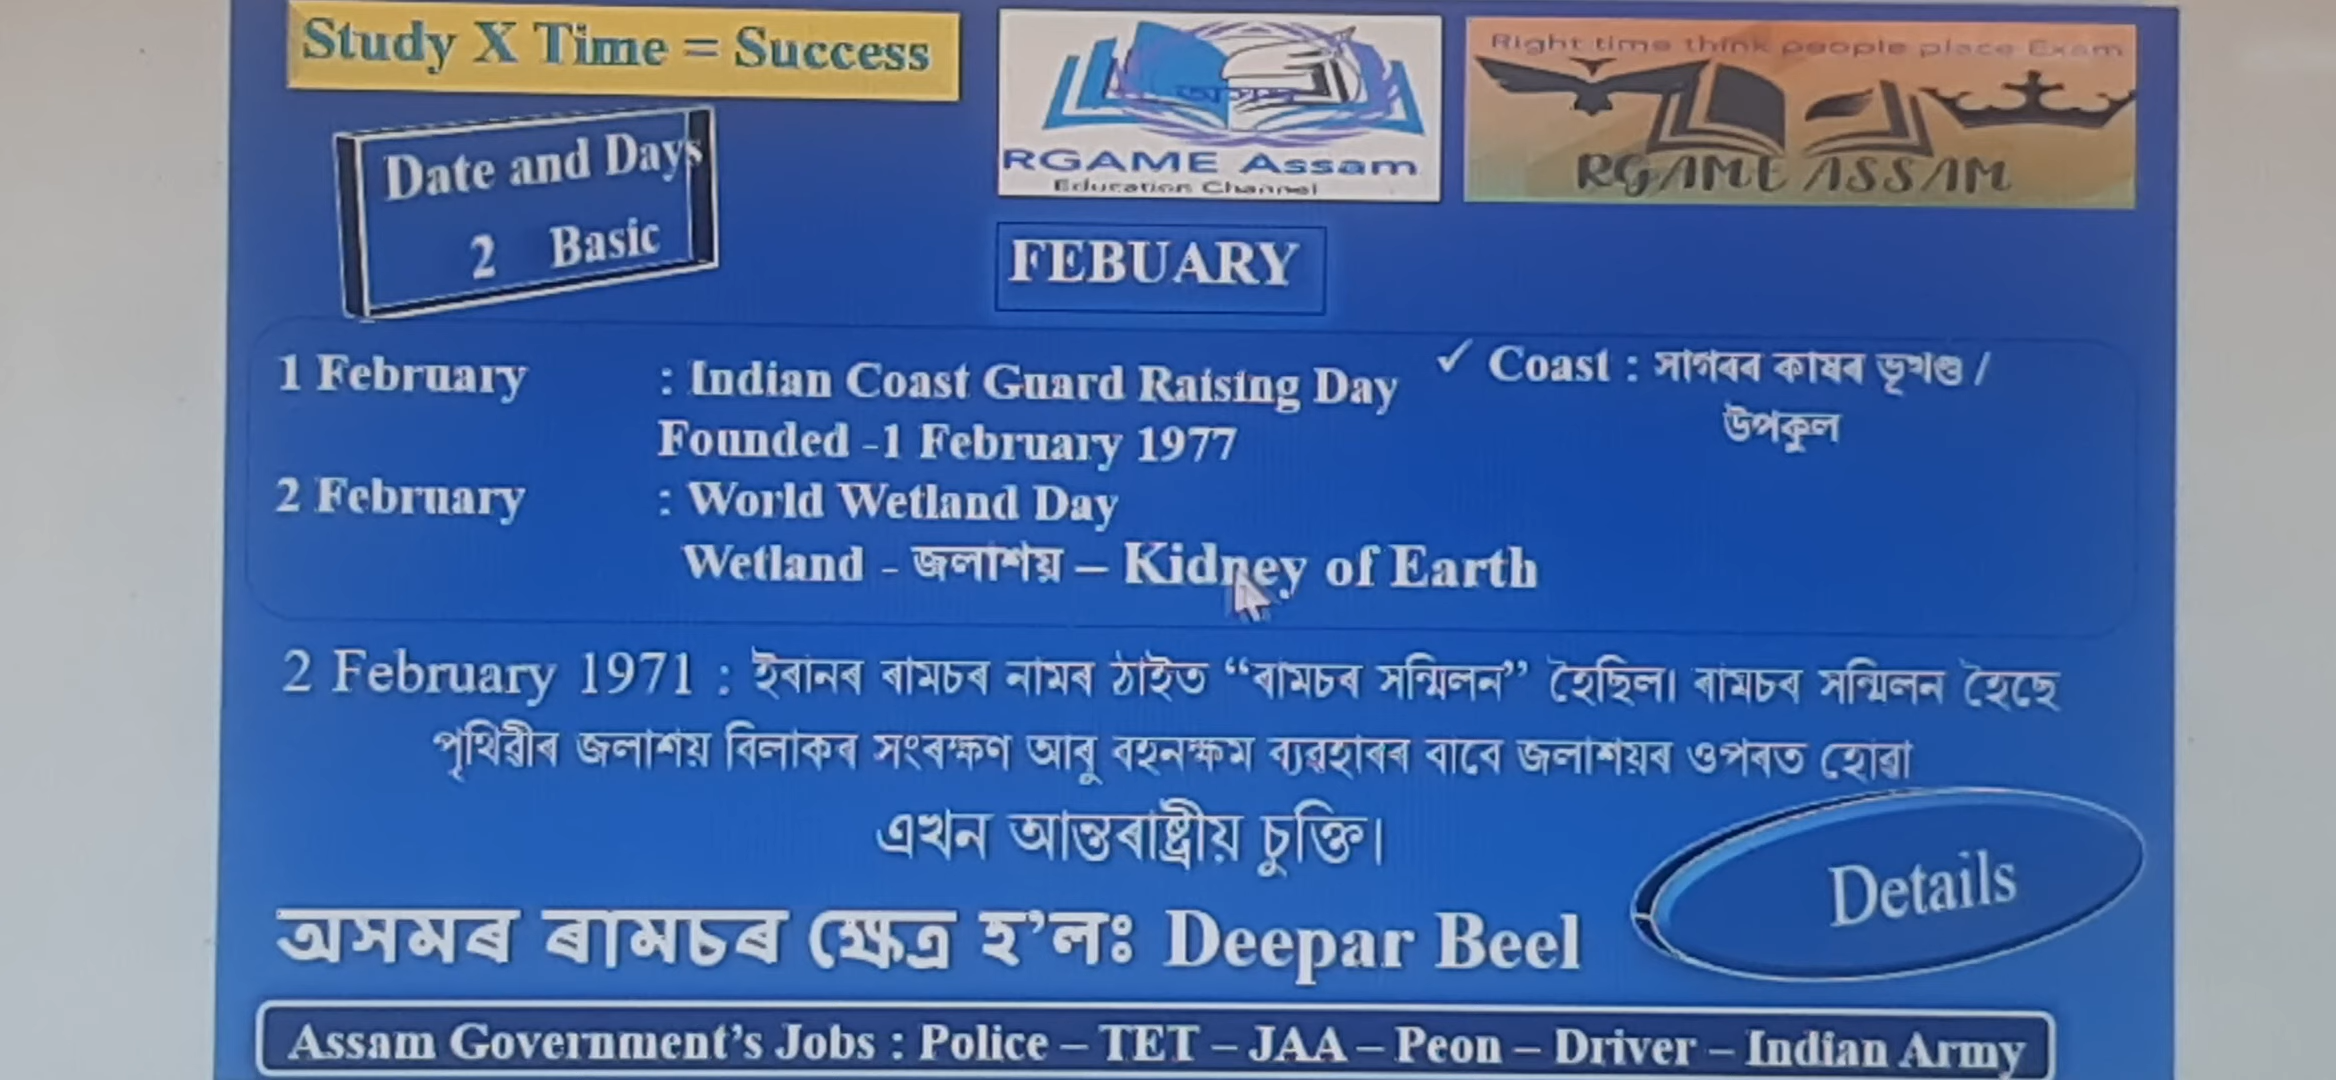 Study X Time = Success
অসম
RGAME Assam
Education Channel
Right time think people place Exam
RGAME ASSAM
Date and Days
2 Basic
FEBUARY
1 February : Indian Coast Guard Raising Day
✓ Coast : সাগৰৰ কাষৰ ভূখণ্ড /
উপকুল
Founded -1 February 1977
2 February : World Wetland Day
Wetland - জলাশয় – Kidney of Earth
2 February 1971 : ইৰানৰ ৰামচৰ নামৰ ঠাইত “ৰামচৰ সন্মিলন” হৈছিল। ৰামচৰ সন্মিলন হৈছে
পৃথিৱীৰ জলাশয় বিলাকৰ সংৰক্ষণ আৰু বহনক্ষম ব্যৱহাৰৰ বাবে জলাশয়ৰ ওপৰত হোৱা
এখন আন্তৰাষ্ট্ৰীয় চুক্তি।
Details
অসমৰ ৰামচৰ ক্ষেত্ৰ হ’লঃ Deepar Beel
Assam Government’s Jobs : Police – TET – JAA – Peon – Driver – Indian Army